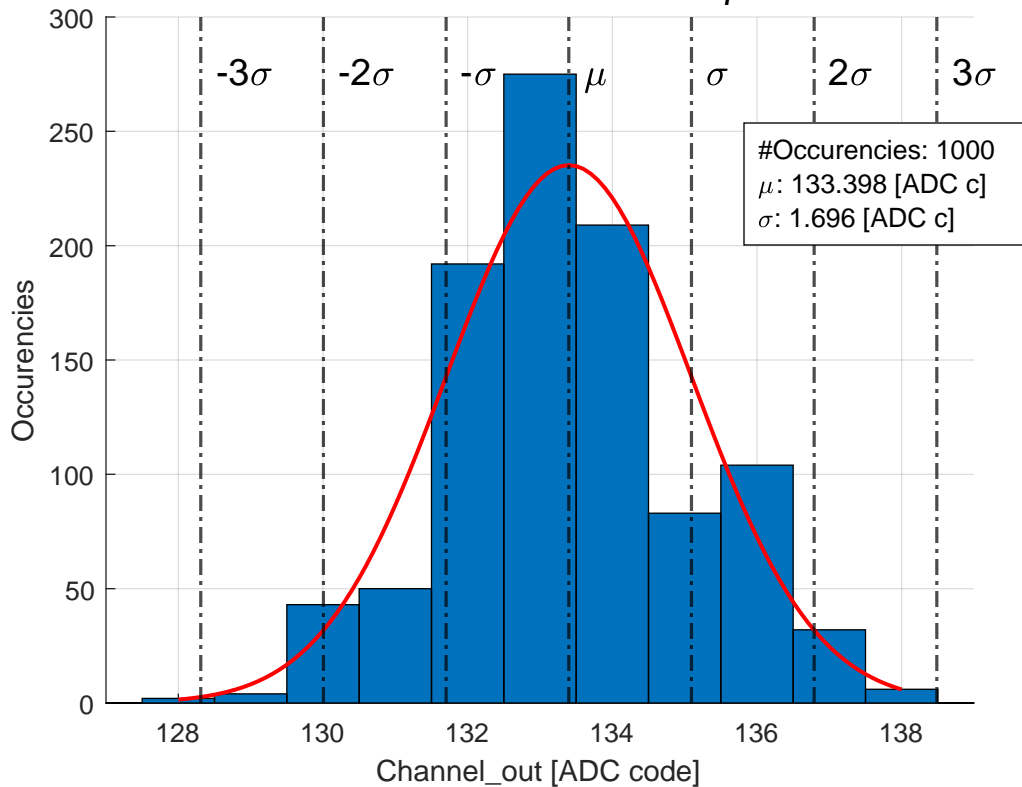 300
250
200
150
100
50
0
-3σ
-2σ
-σ
μ
σ
2σ
3σ
#Occurencies: 1000
μ: 133.398 [ADC c]
σ: 1.696 [ADC c]
Occurencies
128
130
132
134
136
138
Channel_out [ADC code]